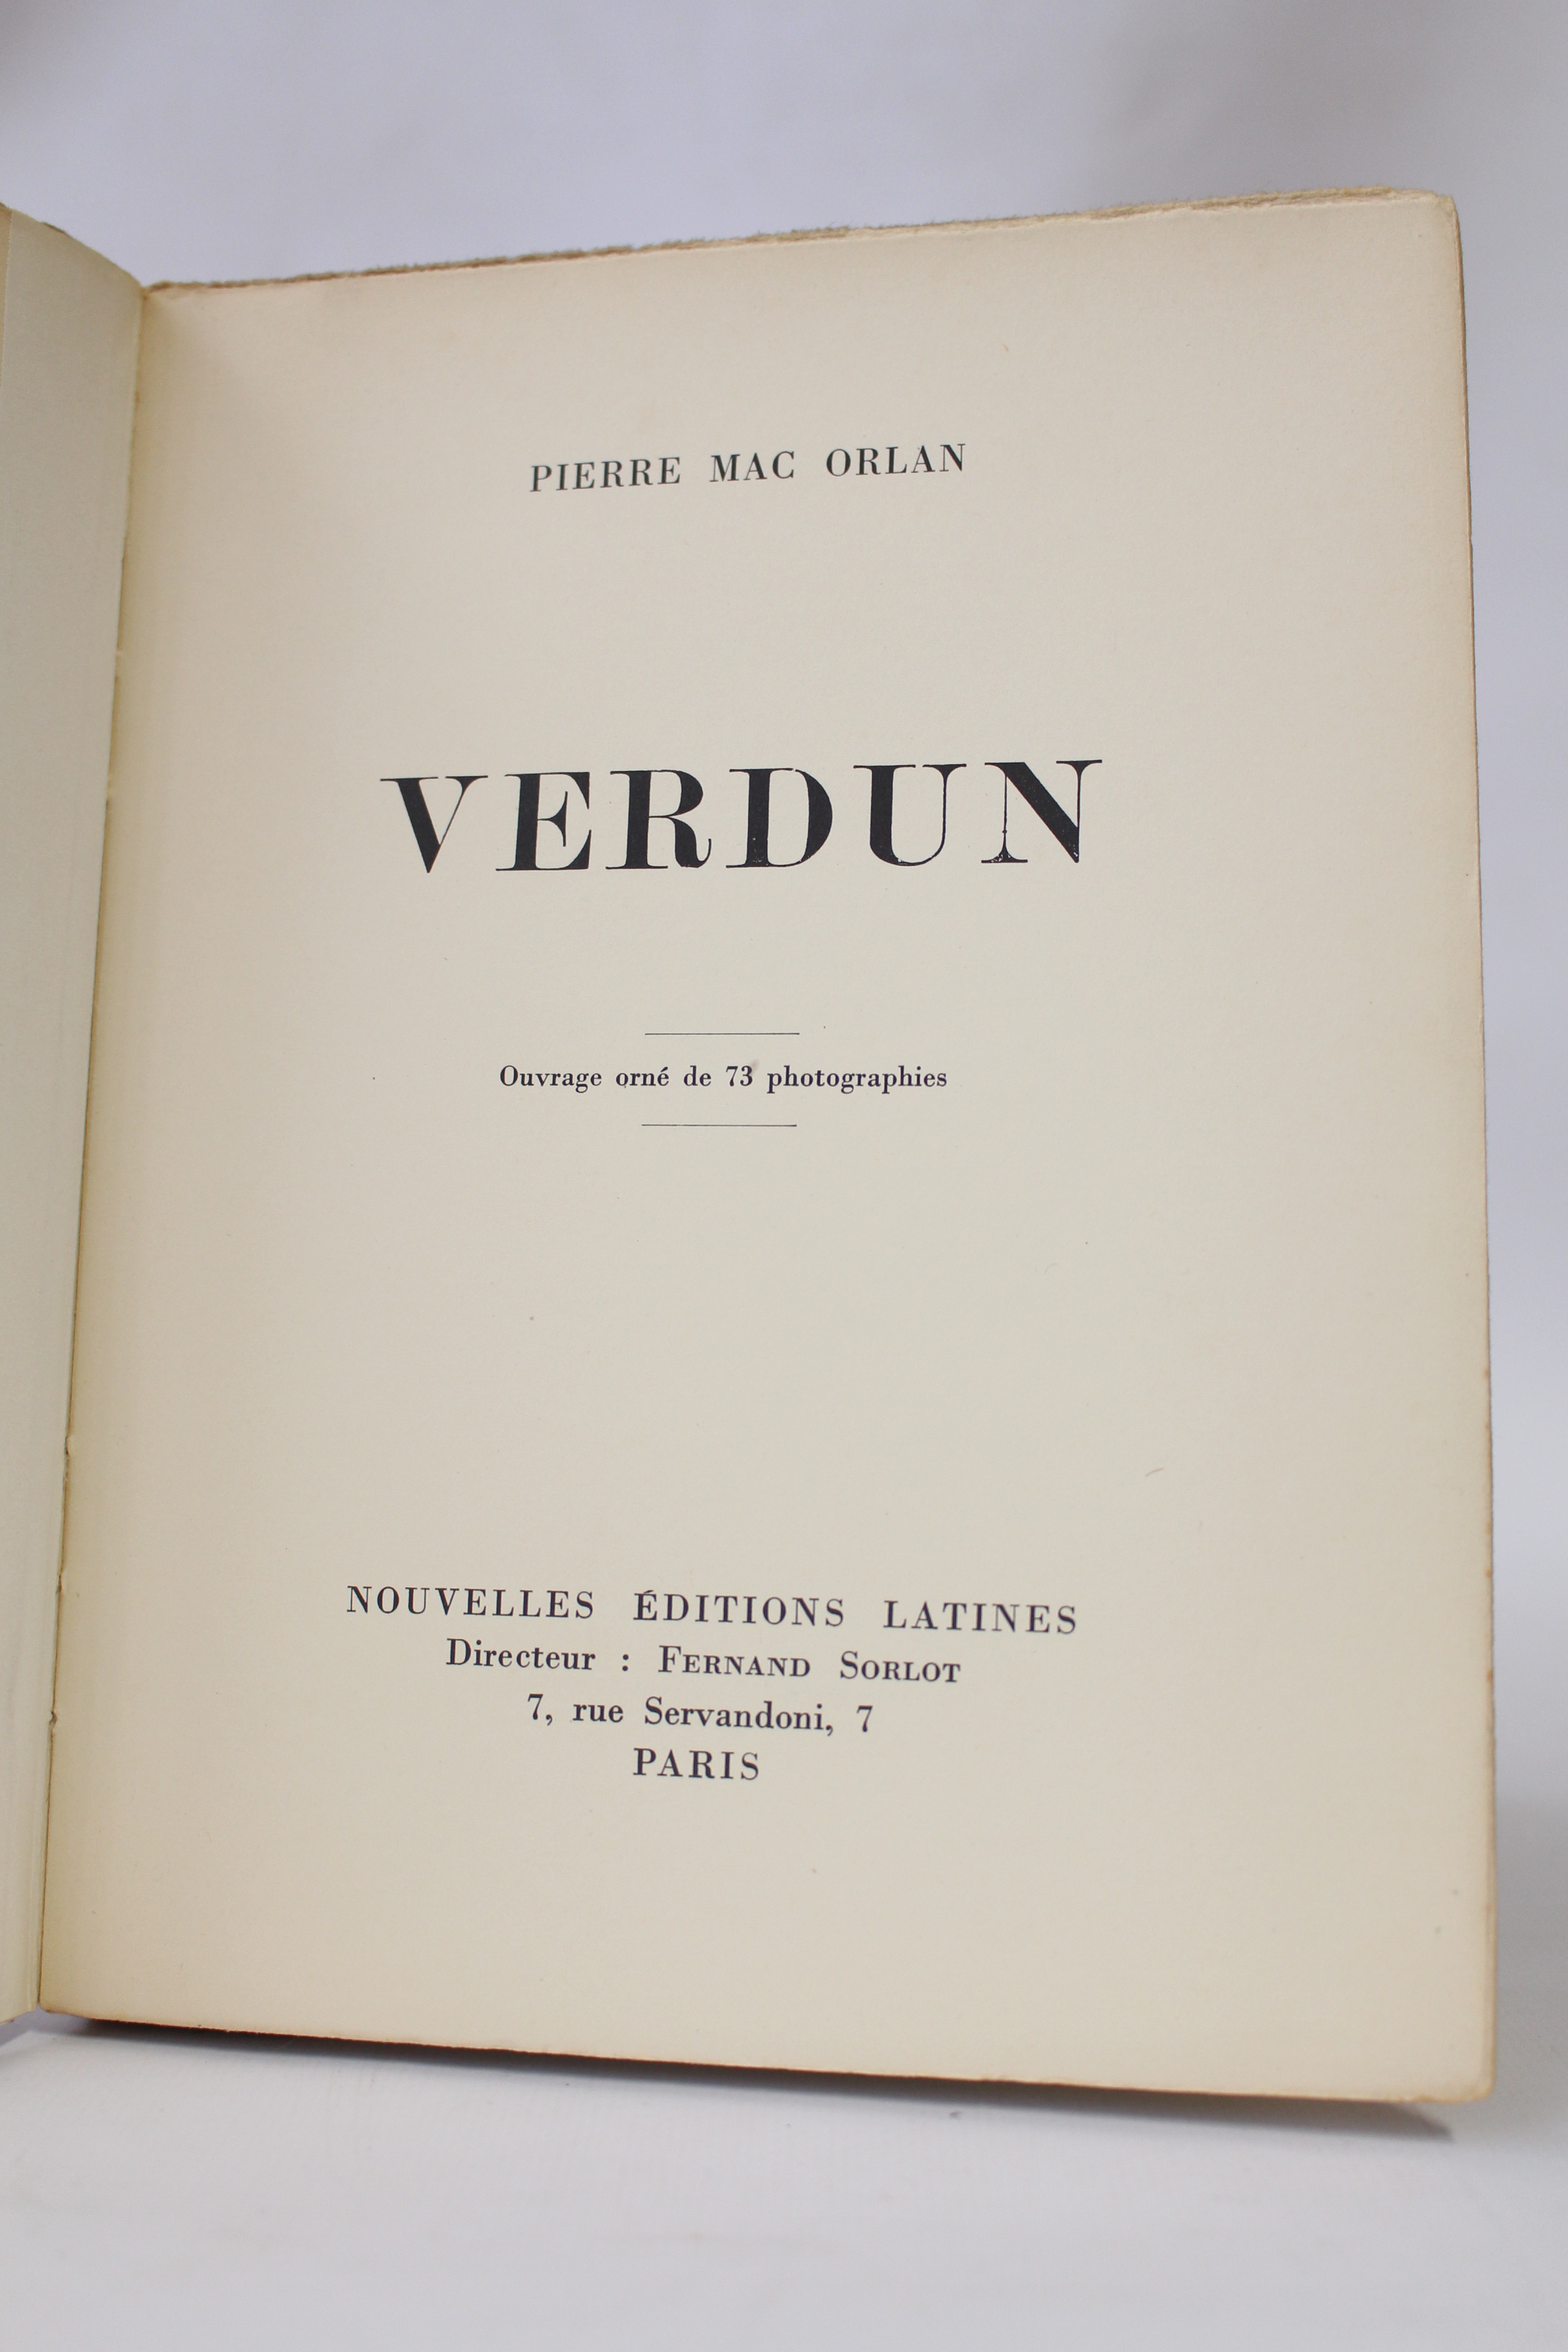 PIERRE MAC ORLAN
VERDUN
Ouvrage orné de 73 photographies
NOUVELLES ÉDITIONS LATINES
Directeur : FERNAND SORLOT
7, rue Servandoni, 7
PARIS